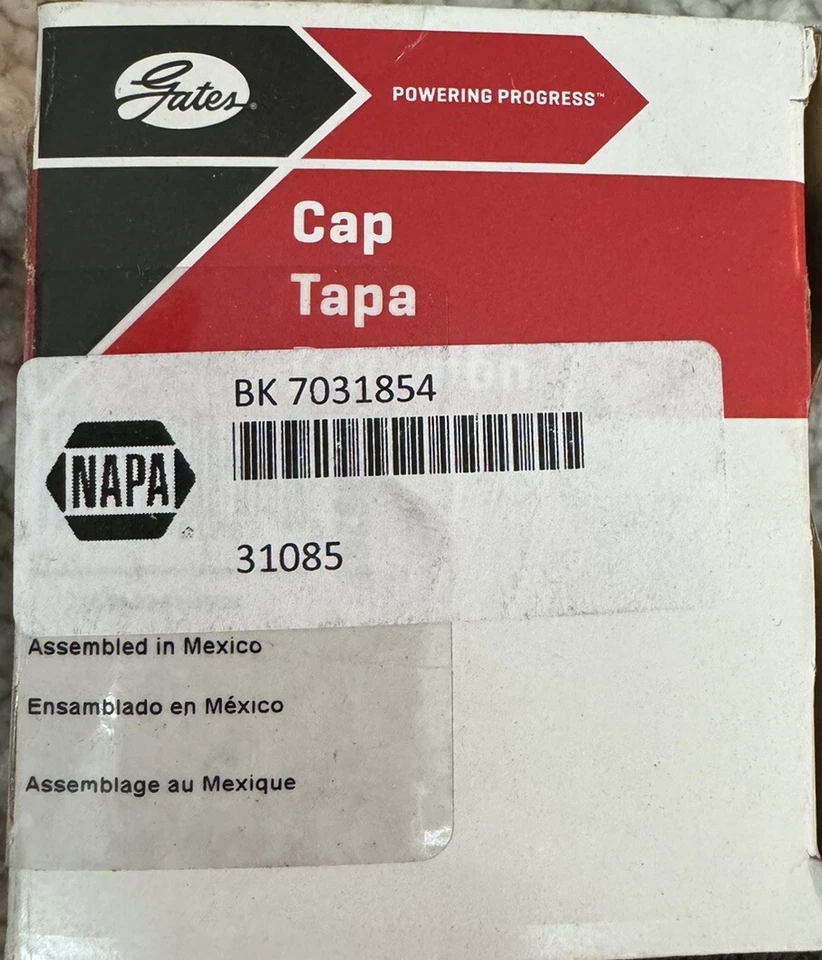 Gates
POWERING PROGRESS™
Cap
Tapa
BK 7031854
NAPA
31085
Assembled in Mexico
Ensamblado en México
Assemblage au Mexique